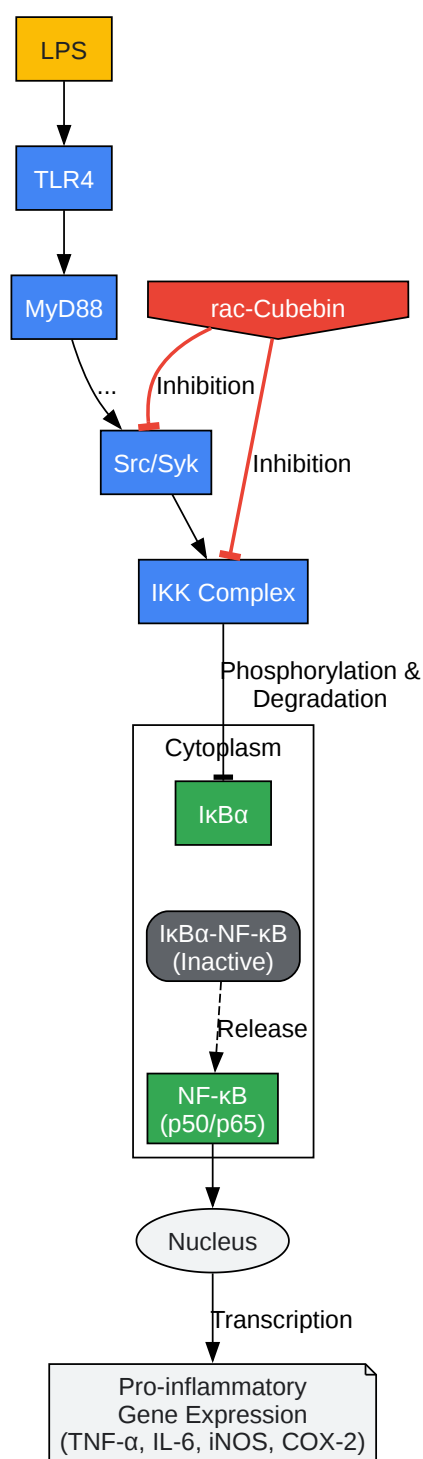 LPS
TLR4
MyD88
rac-Cubebin
...
Inhibition
Src/Syk
Inhibition
IKK Complex
Phosphorylation &
Degradation
Cytoplasm
IκBα
IκBα-NF-κB
(Inactive)
Release
NF-κB
(p50/p65)
Nucleus
Transcription
Pro-inflammatory
Gene Expression
(TNF-α, IL-6, iNOS, COX-2)